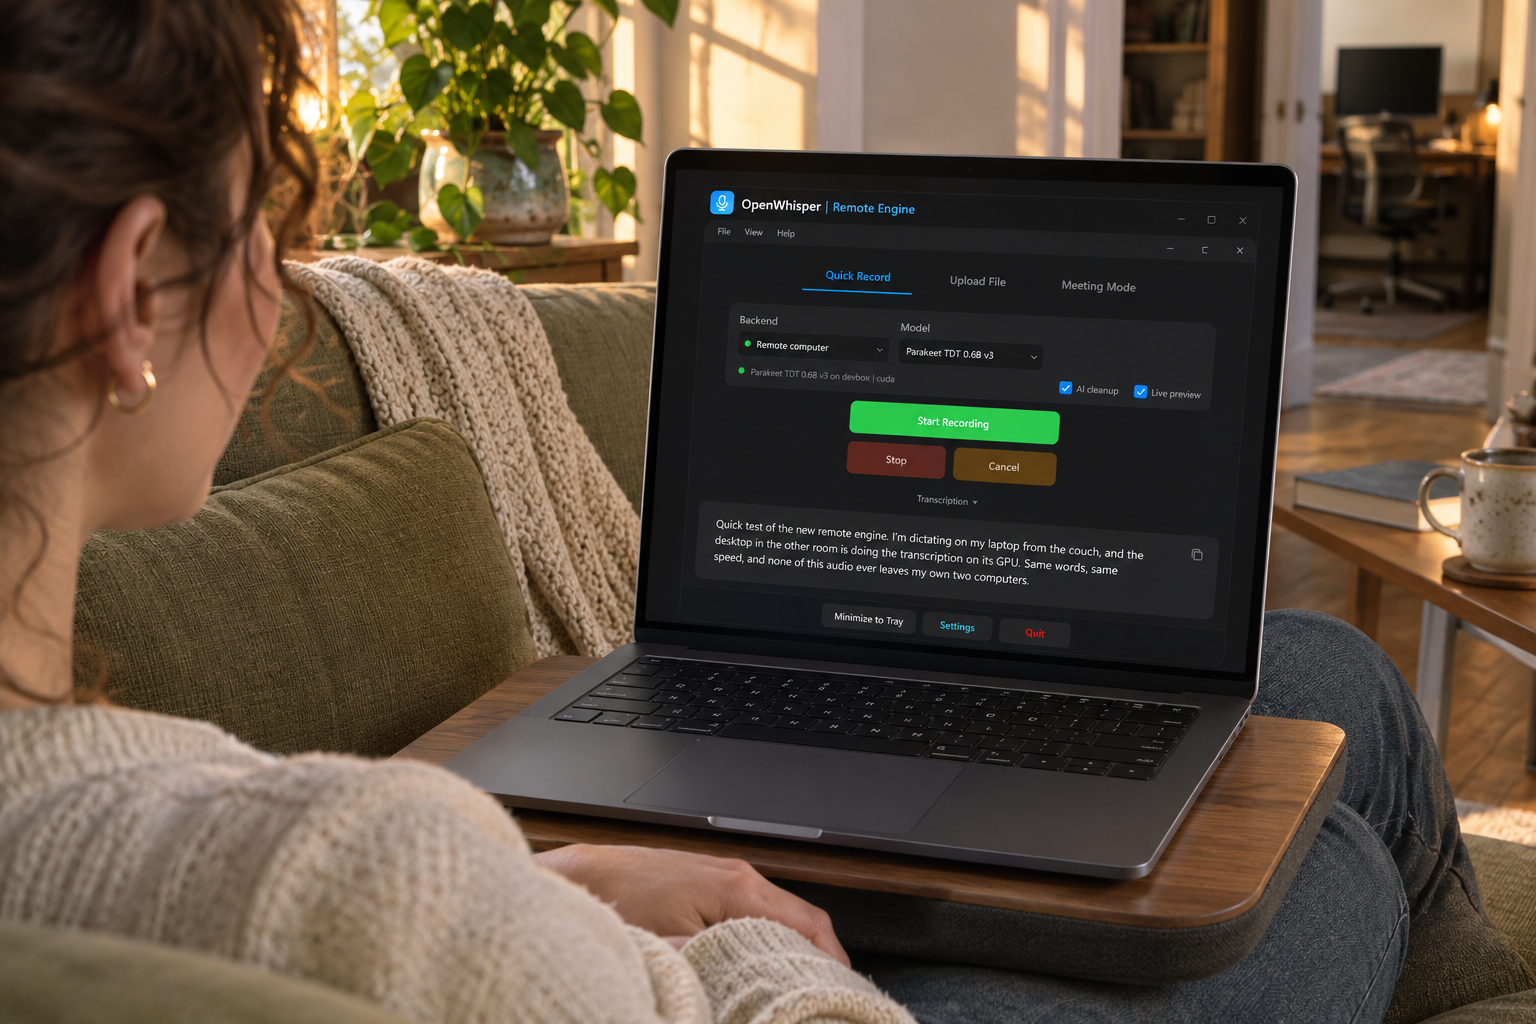 OpenWhisper | Remote Engine
File View Help
Quick Record Upload File Meeting Mode
Backend Model
Remote computer Parakeet TDT 0.6B v3
Parakeet TDT 0.6B v3 on devbox | cuda
AI cleanup Live preview
Start Recording
Stop Cancel
Transcription
Quick test of the new remote engine. I'm dictating on my laptop from the couch, and the
desktop in the other room is doing the transcription on its GPU. Same words, same
speed, and none of this audio ever leaves my own two computers.
Minimize to Tray Settings Quit